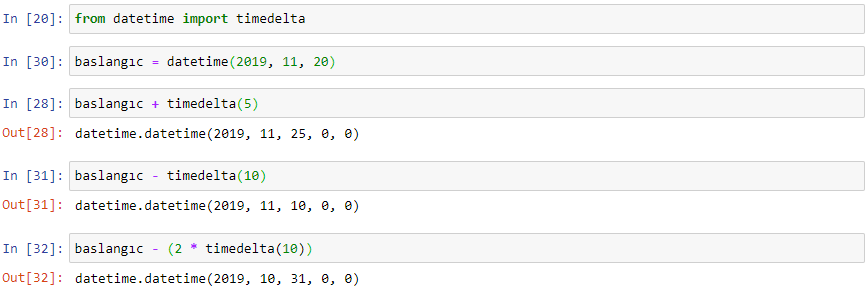 In [20]: from datetime import timedelta
In [30]: baslangıc = datetime(2019, 11, 20)
In [28]: baslangıc + timedelta(5)
Out[28]: datetime.datetime(2019, 11, 25, 0, 0)
In [31]: baslangıc - timedelta(10)
Out[31]: datetime.datetime(2019, 11, 10, 0, 0)
In [32]: baslangıc - (2 * timedelta(10))
Out[32]: datetime.datetime(2019, 10, 31, 0, 0)